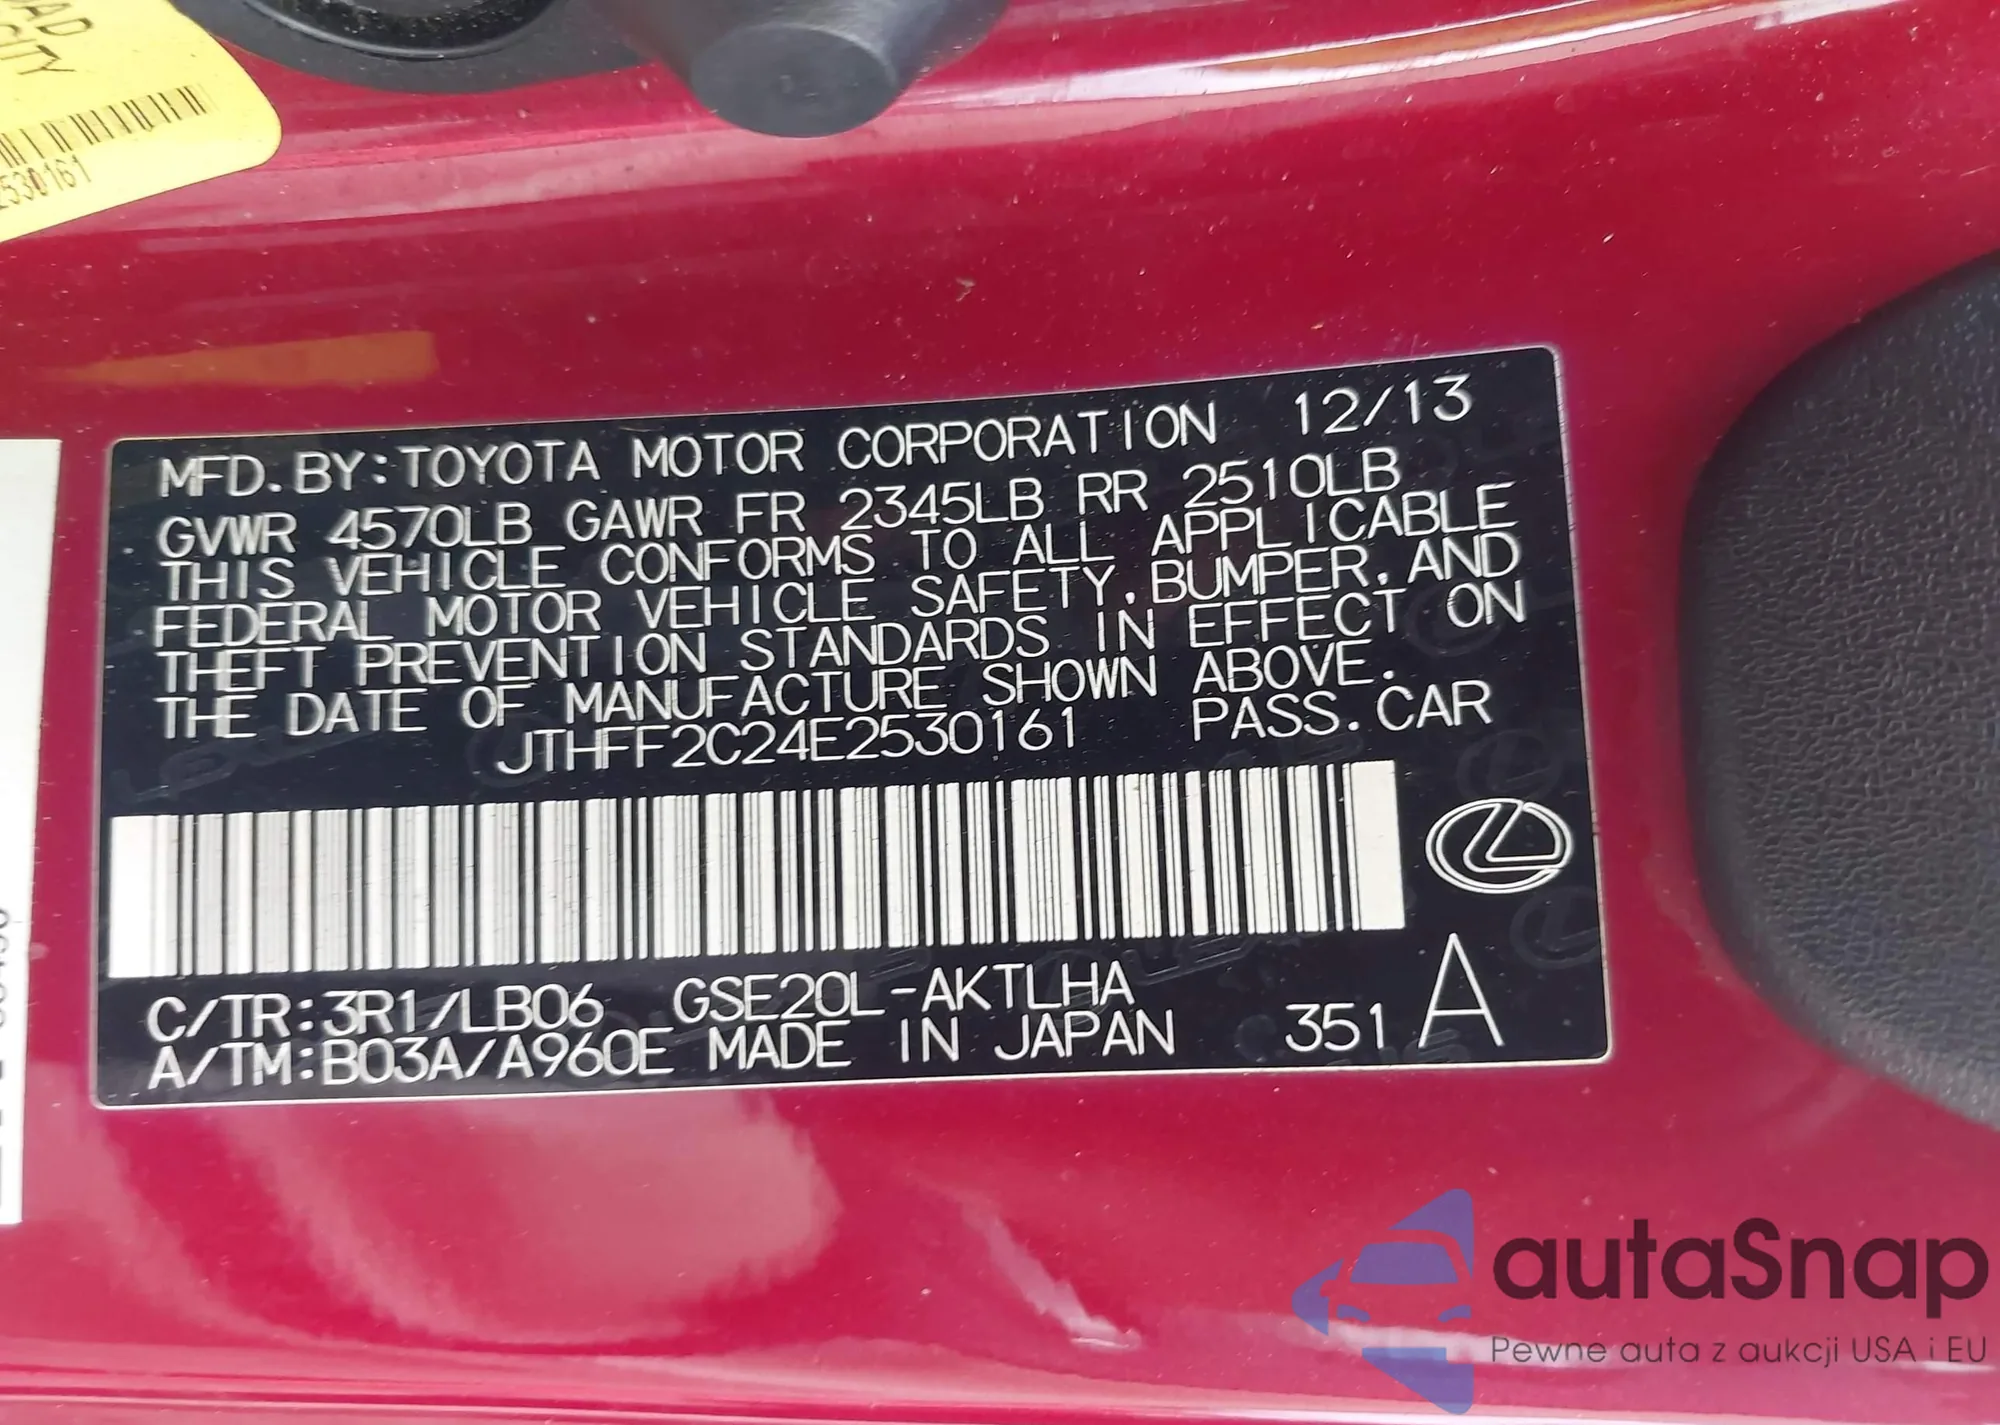 OAD
CITY
2530161
MFD.BY:TOYOTA MOTOR CORPORATION 12/13
GVWR 4570LB GAWR FR 2345LB RR 2510LB
THIS VEHICLE CONFORMS TO ALL APPLICABLE
FEDERAL MOTOR VEHICLE SAFETY,BUMPER,AND
THEFT PREVENTION STANDARDS IN EFFECT ON
THE DATE OF MANUFACTURE SHOWN ABOVE.
JTHFF2C24E2530161 PASS.CAR
C/TR:3R1/LB06 GSE20L-AKTLHA
A/TM:B03A/A960E MADE IN JAPAN 351 A
autaSnap
Pewne auta z aukcji USA i EU